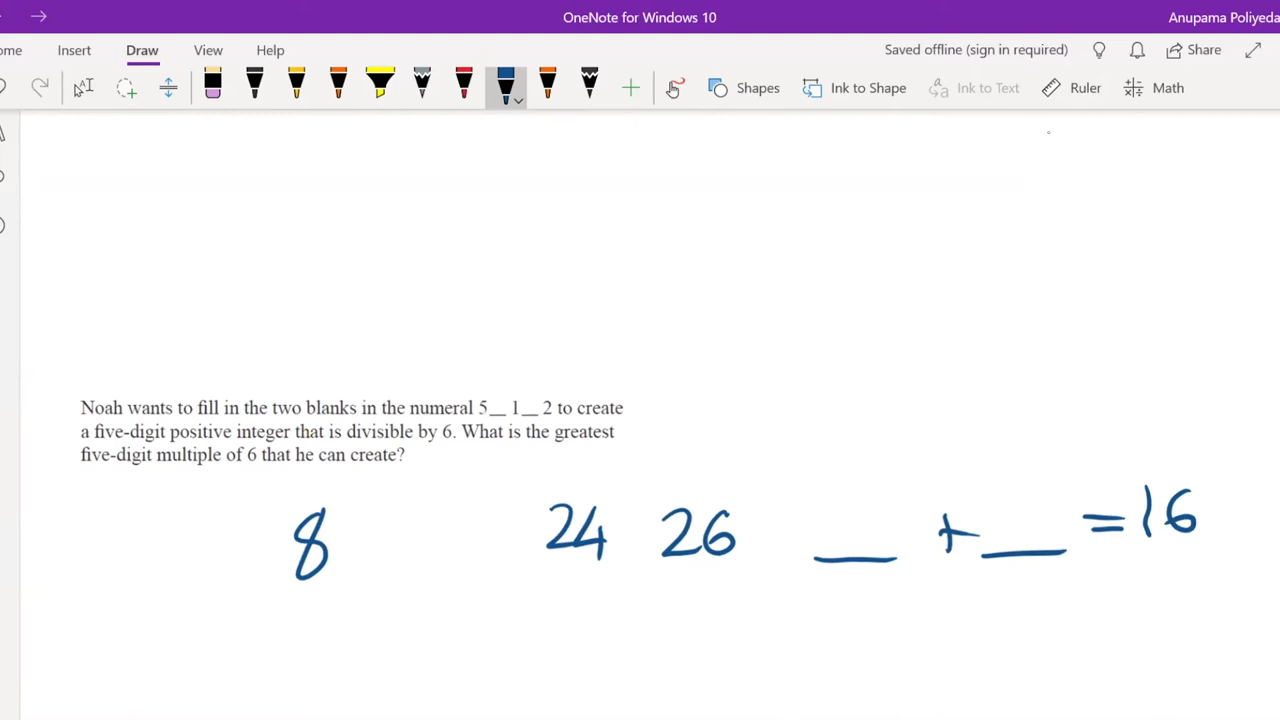 OneNote for Windows 10
Anupama Poliyeda
ome Insert Draw View Help Saved offline (sign in required) Share
Shapes Ink to Shape Ink to Text Ruler Math
Noah wants to fill in the two blanks in the numeral 5__ 1__ 2 to create
a five-digit positive integer that is divisible by 6. What is the greatest
five-digit multiple of 6 that he can create?
8 24 26 __ + __ = 16